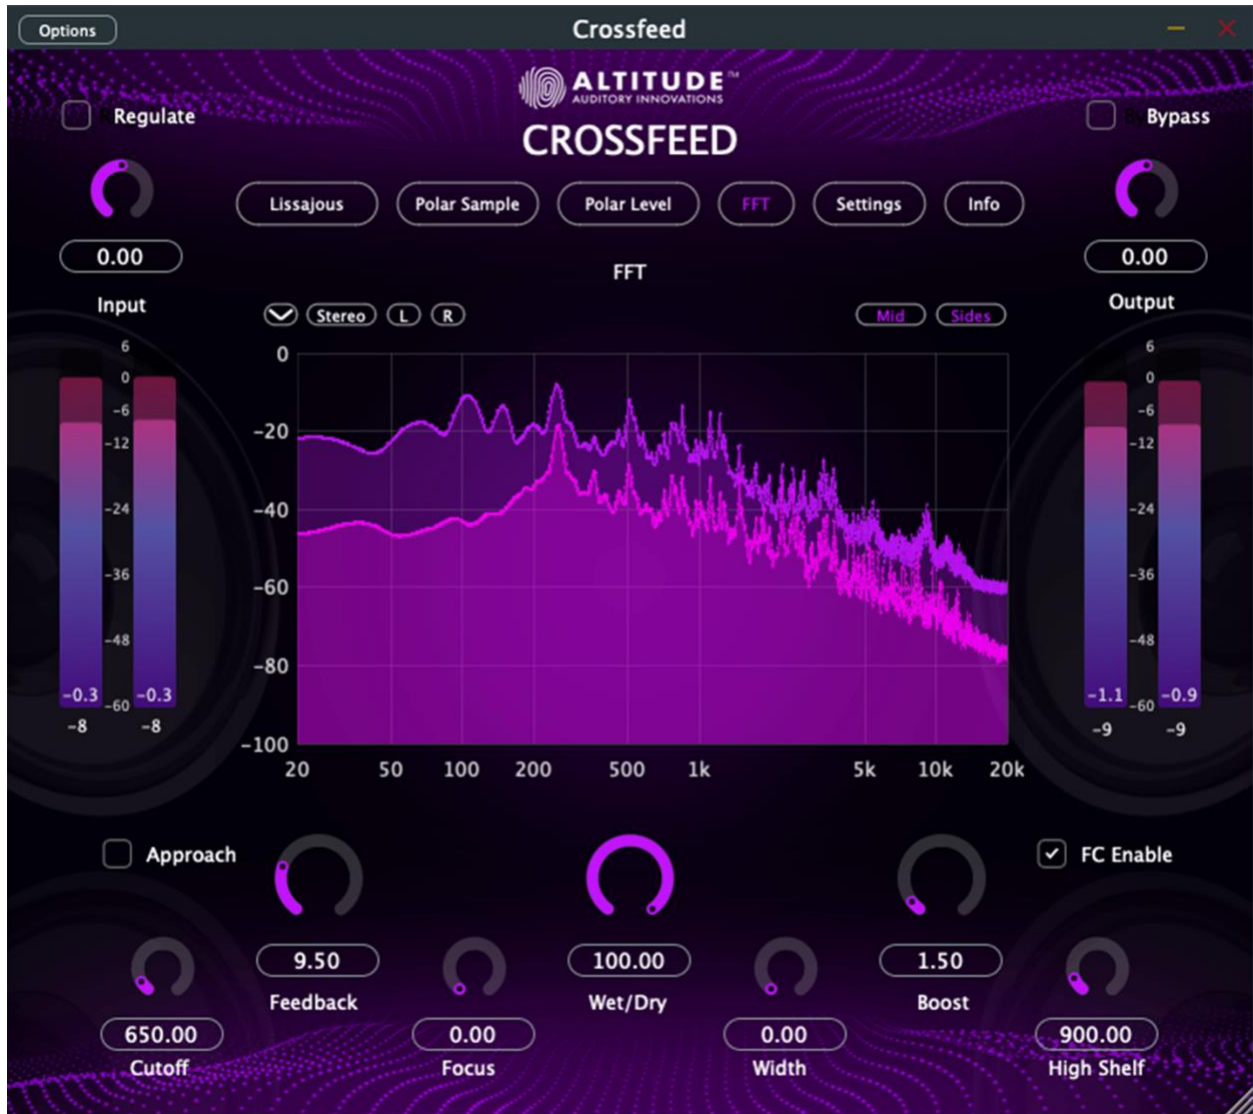 Options
Crossfeed
ALTITUDE™
AUDITORY INNOVATIONS
CROSSFEED
Regulate
Bypass
Lissajous Polar Sample Polar Level FFT Settings Info
0.00
Input
0.00
Output
FFT
Stereo L R Mid Sides
6
0
-6
-12
-24
-36
-48
-60
-0.3 -0.3
-8 -8
0
-20
-40
-60
-80
-100
20 50 100 200 500 1k 5k 10k 20k
6
0
-6
-12
-24
-36
-48
-60
-1.1 -0.9
-9 -9
Approach
FC Enable
9.50
Feedback
100.00
Wet/Dry
1.50
Boost
650.00
Cutoff
0.00
Focus
0.00
Width
900.00
High Shelf